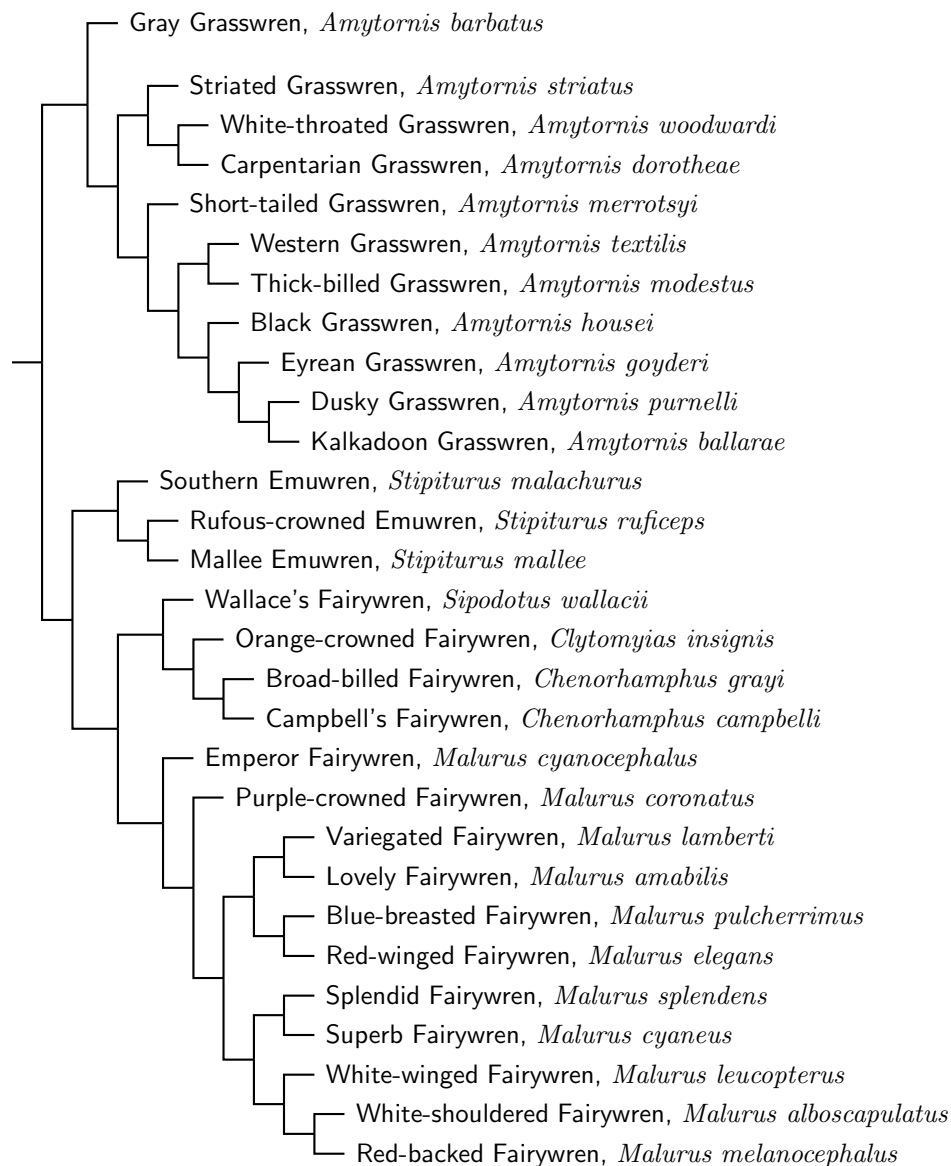 Gray Grasswren, Amytornis barbatus
Striated Grasswren, Amytornis striatus
White-throated Grasswren, Amytornis woodwardi
Carpentarian Grasswren, Amytornis dorotheae
Short-tailed Grasswren, Amytornis merrotsyi
Western Grasswren, Amytornis textilis
Thick-billed Grasswren, Amytornis modestus
Black Grasswren, Amytornis housei
Eyrean Grasswren, Amytornis goyderi
Dusky Grasswren, Amytornis purnelli
Kalkadoon Grasswren, Amytornis ballarae
Southern Emuwren, Stipiturus malachurus
Rufous-crowned Emuwren, Stipiturus ruficeps
Mallee Emuwren, Stipiturus mallee
Wallace's Fairywren, Sipodotus wallacii
Orange-crowned Fairywren, Clytomyias insignis
Broad-billed Fairywren, Chenorhamphus grayi
Campbell's Fairywren, Chenorhamphus campbelli
Emperor Fairywren, Malurus cyanocephalus
Purple-crowned Fairywren, Malurus coronatus
Variegated Fairywren, Malurus lamberti
Lovely Fairywren, Malurus amabilis
Blue-breasted Fairywren, Malurus pulcherrimus
Red-winged Fairywren, Malurus elegans
Splendid Fairywren, Malurus splendens
Superb Fairywren, Malurus cyaneus
White-winged Fairywren, Malurus leucopterus
White-shouldered Fairywren, Malurus alboscapulatus
Red-backed Fairywren, Malurus melanocephalus